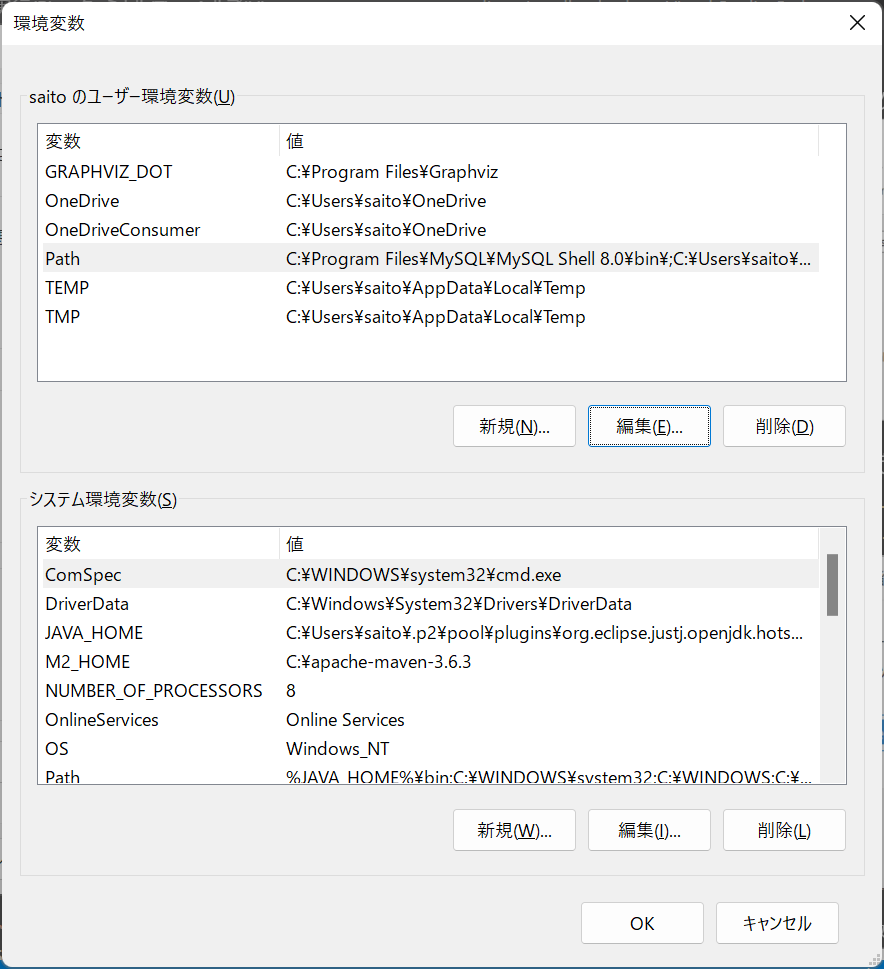 環境変数
saito のユーザー環境変数(U)
変数 値
GRAPHVIZ_DOT C:¥Program Files¥Graphviz
OneDrive C:¥Users¥saito¥OneDrive
OneDriveConsumer C:¥Users¥saito¥OneDrive
Path C:¥Program Files¥MySQL¥MySQL Shell 8.0¥bin¥;C:¥Users¥saito¥...
TEMP C:¥Users¥saito¥AppData¥Local¥Temp
TMP C:¥Users¥saito¥AppData¥Local¥Temp
新規(N)... 編集(E)... 削除(D)
システム環境変数(S)
変数 値
ComSpec C:¥WINDOWS¥system32¥cmd.exe
DriverData C:¥Windows¥System32¥Drivers¥DriverData
JAVA_HOME C:¥Users¥saito¥.p2¥pool¥plugins¥org.eclipse.justj.openjdk.hots...
M2_HOME C:¥apache-maven-3.6.3
NUMBER_OF_PROCESSORS 8
OnlineServices Online Services
OS Windows_NT
Path %JAVA_HOME%¥bin;C:¥WINDOWS¥system32;C:¥WINDOWS;C:¥...
新規(W)... 編集(I)... 削除(L)
OK キャンセル